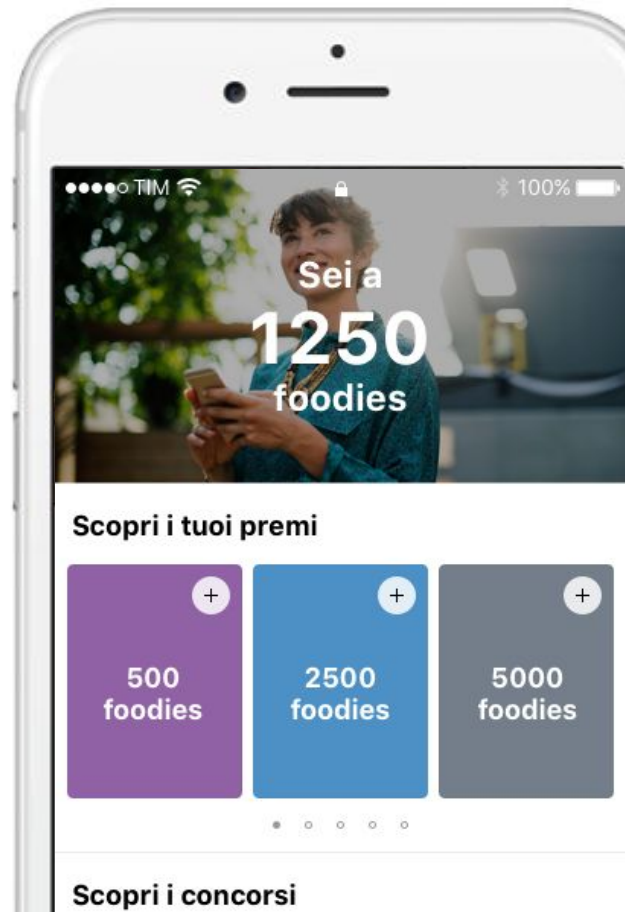 TIM 100%
Sei a
1250
foodies
Scopri i tuoi premi
+ + +
500 2500 5000
foodies foodies foodies
Scopri i concorsi